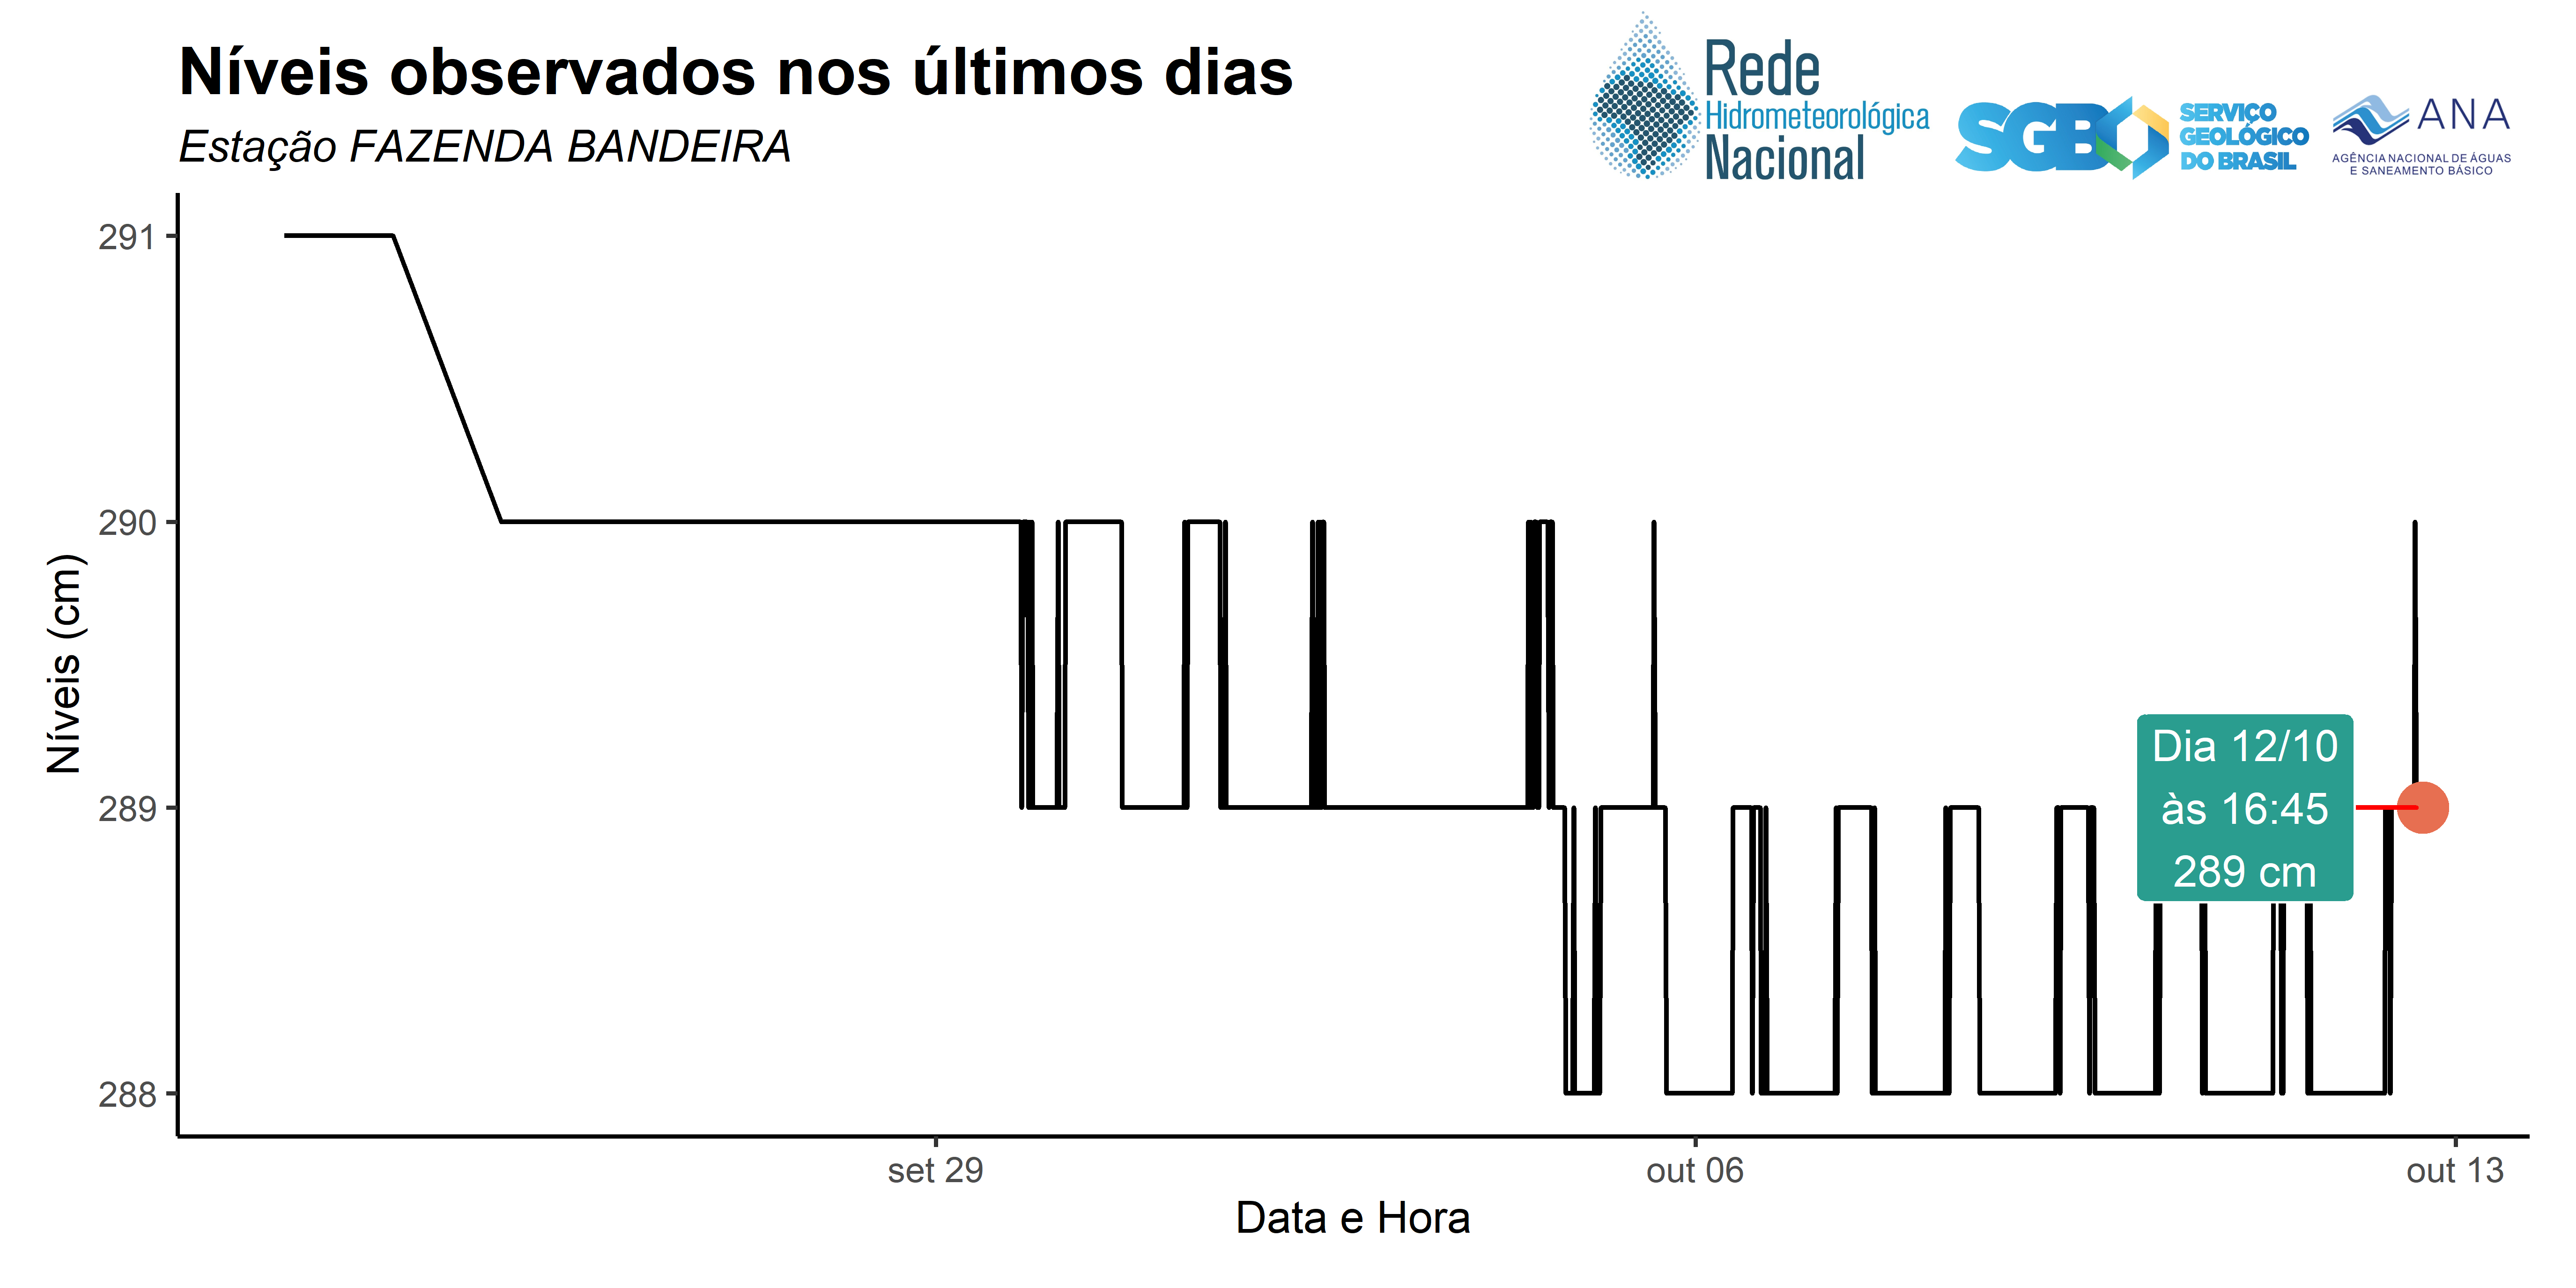 Níveis observados nos últimos dias
Estação FAZENDA BANDEIRA
Rede
Hidrometeorológica
Nacional
SGB
SERVIÇO
GEOLÓGICO
DO BRASIL
ANA
AGÊNCIA NACIONAL DE ÁGUAS
E SANEAMENTO BÁSICO
291
290
289
288
Níveis (cm)
Dia 12/10
às 16:45
289 cm
set 29
out 06
out 13
Data e Hora